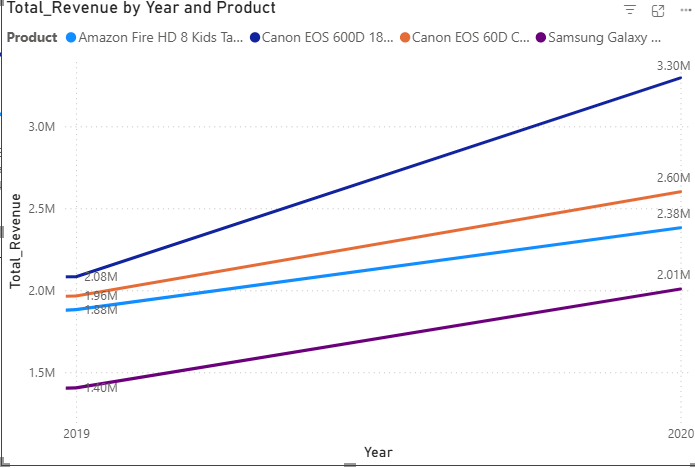 Total_Revenue by Year and Product
Product Amazon Fire HD 8 Kids Ta... Canon EOS 600D 18... Canon EOS 60D C... Samsung Galaxy ...
3.30M
3.0M
2.60M
2.5M
2.38M
2.08M
2.01M
2.0M
1.96M
1.88M
1.5M
1.40M
Total_Revenue
2019 2020
Year